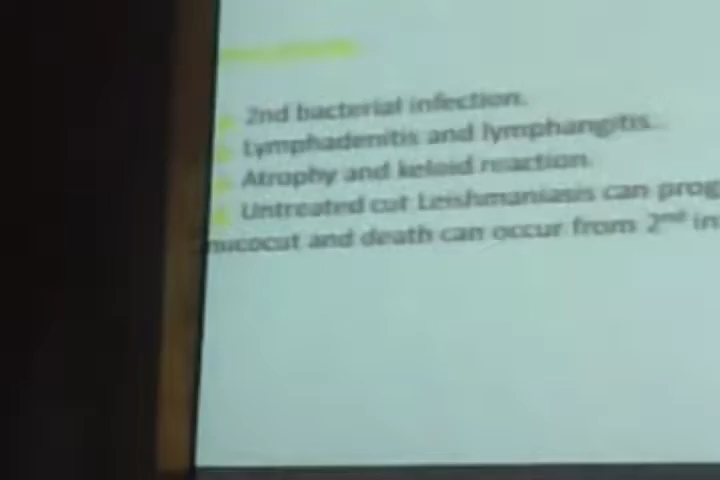 2nd bacterial infection.
Lymphadenitis and lymphangitis.
Atrophy and keloid reaction.
Untreated cut Leishmaniasis can prog
mucocut and death can occur from 2nd in